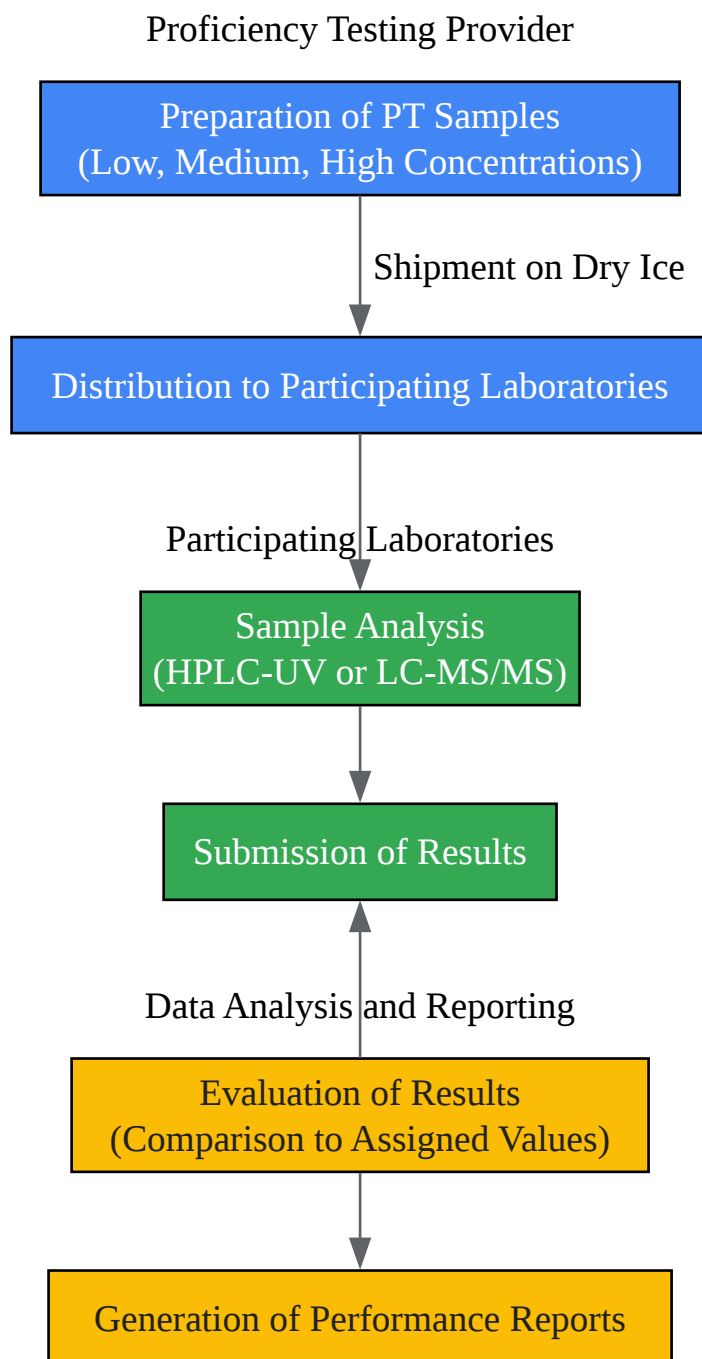 Proficiency Testing Provider
Preparation of PT Samples
(Low, Medium, High Concentrations)
Shipment on Dry Ice
Distribution to Participating Laboratories
Participating Laboratories
Sample Analysis
(HPLC-UV or LC-MS/MS)
Submission of Results
Data Analysis and Reporting
Evaluation of Results
(Comparison to Assigned Values)
Generation of Performance Reports